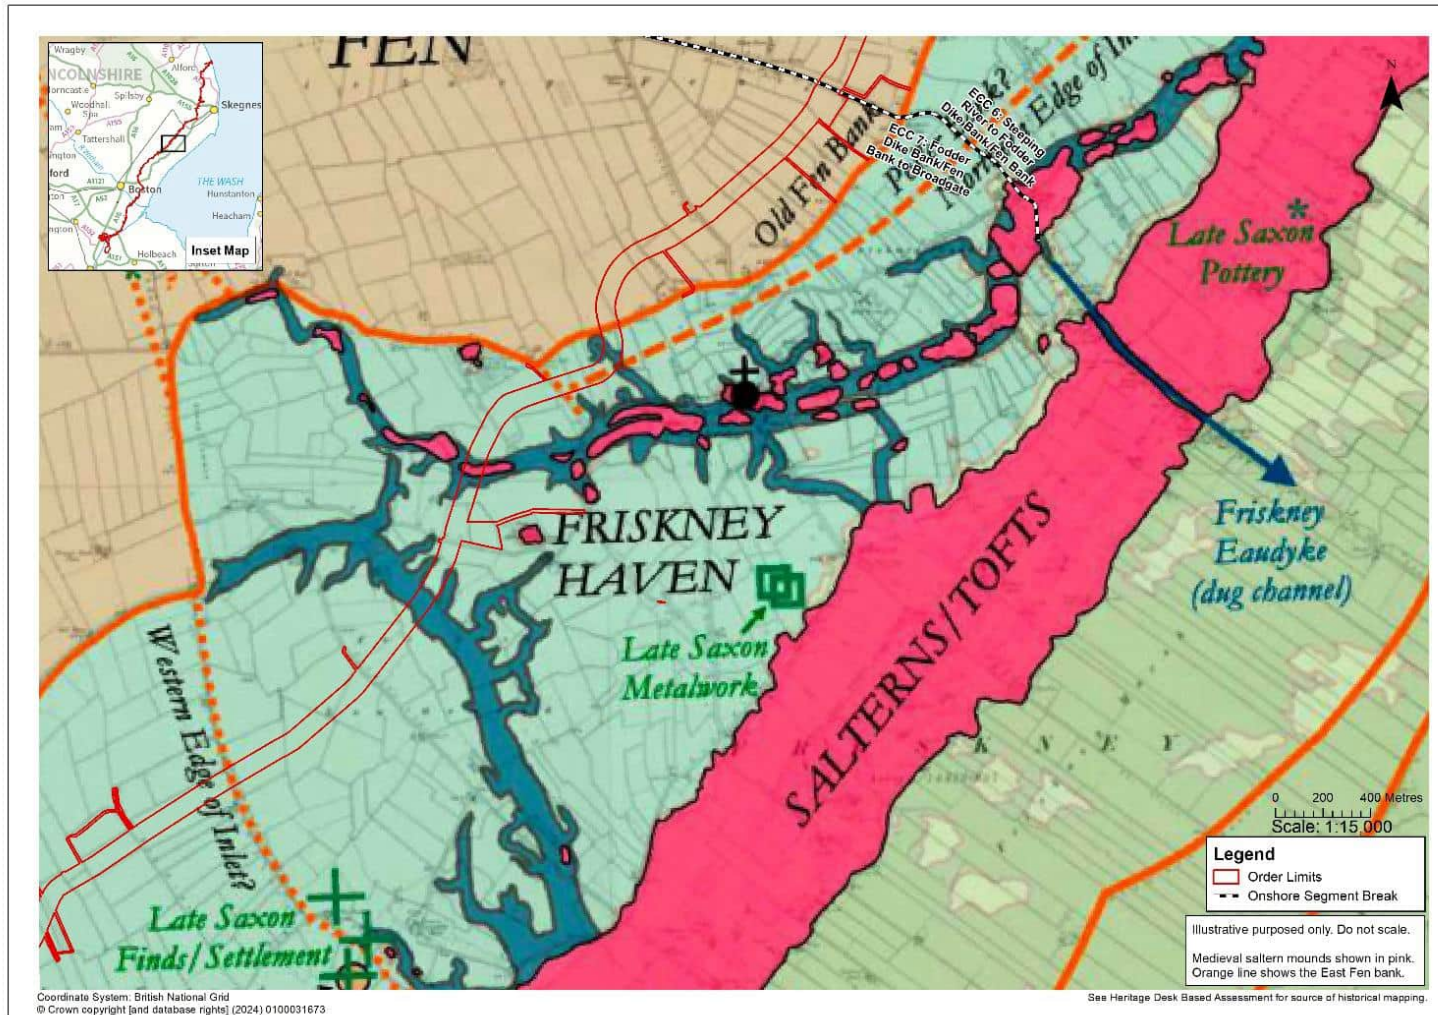 FEN
Wragby
Alford
NCOLNSHIRE
Horncastle
Spilsby
Skegnes
Woodhall
Spa
Tattershall
Boston
THE WASH
Hunstanton
Heacham
Holbeach
Inset Map
N
ECC 6: Steeping
River to Fodder
Dike Bank/Fen Bank
ECC 7: Fodder
Dike Bank/Fen
Bank to Broadgate
Old Fen Bank
Late Saxon
Pottery
FRISKNEY
HAVEN
Late Saxon
Metalwork
SALTERNS/TOFTS
Friskney
Eaudyke
(dug channel)
Western Edge of Inlet?
Late Saxon
Finds/Settlement
0 200 400 Metres
Scale: 1:15,000
Legend
Order Limits
Onshore Segment Break
Illustrative purposed only. Do not scale.
Medieval saltern mounds shown in pink.
Orange line shows the East Fen bank.
Coordinate System: British National Grid
© Crown copyright [and database rights] (2024) 0100031673
See Heritage Desk Based Assessment for source of historical mapping.